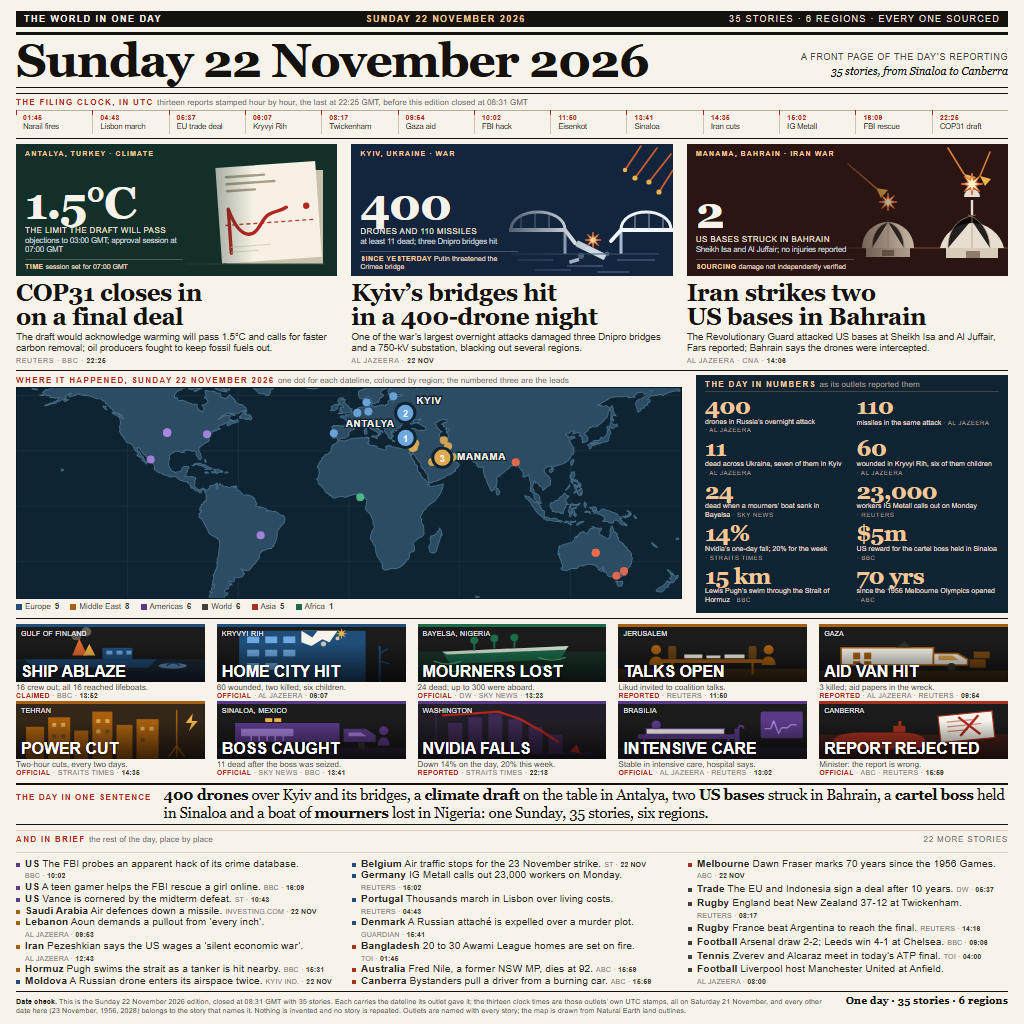 THE WORLD IN ONE DAY
SUNDAY 22 NOVEMBER 2026
35 STORIES · 6 REGIONS · EVERY ONE SOURCED
Sunday 22 November 2026
A FRONT PAGE OF THE DAY'S REPORTING
35 stories, from Sinaloa to Canberra
THE FILING CLOCK, IN UTC thirteen reports stamped hour by hour, the last at 22:25 GMT, before this edition closed at 08:31 GMT
01:45 Narail fires
04:43 Lisbon march
05:37 EU trade deal
06:07 Kryvyi Rih
08:17 Twickenham
09:54 Gaza aid
10:02 FBI hack
11:50 Eisenkot
13:41 Sinaloa
14:35 Iran cuts
15:02 IG Metall
16:09 FBI rescue
22:25 COP31 draft
ANTALYA, TURKEY · CLIMATE
1.5°C
THE LIMIT THE DRAFT WILL PASS
objections to 03:00 GMT; approval session at
07:00 GMT
TIME session set for 07:00 GMT
COP31 closes in
on a final deal
The draft would acknowledge warming will pass 1.5°C and calls for faster
carbon removal; oil producers fought to keep fossil fuels out.
REUTERS · BBC · 22:25
KYIV, UKRAINE · WAR
400
DRONES AND 110 MISSILES
at least 11 dead; three Dnipro bridges hit
SINCE YESTERDAY Putin threatened the
Crimea bridge
Kyiv's bridges hit
in a 400-drone night
One of the war's largest overnight attacks damaged three Dnipro bridges
and a 750-kV substation, blacking out several regions.
AL JAZEERA · 22 NOV
MANAMA, BAHRAIN · IRAN WAR
2
US BASES STRUCK IN BAHRAIN
Sheikh Isa and Al Juffair; no injuries reported
SOURCING damage not independently verified
Iran strikes two
US bases in Bahrain
The Revolutionary Guard attacked US bases at Sheikh Isa and Al Juffair,
Fars reported; Bahrain says the drones were intercepted.
AL JAZEERA · CNA · 14:06
WHERE IT HAPPENED, SUNDAY 22 NOVEMBER 2026 one dot for each dateline, coloured by region; the numbered three are the leads
KYIV
2
ANTALYA
1
3
MANAMA
Europe 9 Middle East 8 Americas 6 World 6 Asia 5 Africa 1
THE DAY IN NUMBERS as its outlets reported them
400
drones in Russia's overnight attack
· AL JAZEERA
110
missiles in the same attack · AL JAZEERA
11
dead across Ukraine, seven of them in Kyiv
· AL JAZEERA
60
wounded in Kryvyi Rih, six of them children
· AL JAZEERA
24
dead when a mourners' boat sank in
Bayelsa · SKY NEWS
23,000
workers IG Metall calls out on Monday
· REUTERS
14%
Nvidia's one-day fall; 20% for the week
· STRAITS TIMES
$5m
US reward for the cartel boss held in Sinaloa
· BBC
15 km
Lewis Pugh's swim through the Strait of
Hormuz · BBC
70 yrs
since the 1956 Melbourne Olympics opened
· ABC
GULF OF FINLAND
SHIP ABLAZE
16 crew out; all 16 reached lifeboats.
CLAIMED · BBC · 13:52
KRYVYI RIH
HOME CITY HIT
60 wounded, two killed, six children.
OFFICIAL · AL JAZEERA · 06:07
BAYELSA, NIGERIA
MOURNERS LOST
24 dead; up to 300 were aboard.
OFFICIAL · DW · SKY NEWS · 13:23
JERUSALEM
TALKS OPEN
Likud invited to coalition talks.
REPORTED · REUTERS · 11:50
GAZA
AID VAN HIT
3 killed; aid papers in the wreck.
REPORTED · AL JAZEERA · REUTERS · 09:54
TEHRAN
POWER CUT
Two-hour cuts, every two days.
OFFICIAL · STRAITS TIMES · 14:35
SINALOA, MEXICO
BOSS CAUGHT
11 dead after the boss was seized.
OFFICIAL · SKY NEWS · BBC · 13:41
WASHINGTON
NVIDIA FALLS
Down 14% on the day, 20% this week.
REPORTED · STRAITS TIMES · 22:13
BRASILIA
INTENSIVE CARE
Stable in intensive care, hospital says.
OFFICIAL · AL JAZEERA · REUTERS · 13:02
CANBERRA
REPORT REJECTED
Minister: the report is wrong.
OFFICIAL · ABC · REUTERS · 15:59
THE DAY IN ONE SENTENCE
400 drones over Kyiv and its bridges, a climate draft on the table in Antalya, two US bases struck in Bahrain, a cartel boss held
in Sinaloa and a boat of mourners lost in Nigeria: one Sunday, 35 stories, six regions.
AND IN BRIEF the rest of the day, place by place
22 MORE STORIES
US The FBI probes an apparent hack of its crime database.
BBC · 10:02
US A teen gamer helps the FBI rescue a girl online. BBC · 16:09
US Vance is cornered by the midterm defeat. ST · 10:43
Saudi Arabia Air defences down a missile. INVESTING.COM · 22 NOV
Lebanon Aoun demands a pullout from 'every inch'.
AL JAZEERA · 09:53
Iran Pezeshkian says the US wages a 'silent economic war'.
AL JAZEERA · 12:43
Hormuz Pugh swims the strait as a tanker is hit nearby. BBC · 15:31
Moldova A Russian drone enters its airspace twice. KYIV IND. · 22 NOV
Belgium Air traffic stops for the 23 November strike. ST · 22 NOV
Germany IG Metall calls out 23,000 workers on Monday.
REUTERS · 15:02
Portugal Thousands march in Lisbon over living costs.
REUTERS · 04:43
Denmark A Russian attaché is expelled over a murder plot.
GUARDIAN · 15:41
Bangladesh 20 to 30 Awami League homes are set on fire.
TOI · 01:45
Australia Fred Nile, a former NSW MP, dies at 92. ABC · 15:59
Canberra Bystanders pull a driver from a burning car. ABC · 15:59
Melbourne Dawn Fraser marks 70 years since the 1956 Games.
ABC · 22 NOV
Trade The EU and Indonesia sign a deal after 10 years. DW · 05:37
Rugby England beat New Zealand 37-12 at Twickenham.
REUTERS · 08:17
Rugby France beat Argentina to reach the final. REUTERS · 14:16
Football Arsenal draw 2-2; Leeds win 4-1 at Chelsea. BBC · 09:06
Tennis Zverev and Alcaraz meet in today's ATP final. TOI · 04:00
Football Liverpool host Manchester United at Anfield.
AL JAZEERA · 08:00
Date check. This is the Sunday 22 November 2026 edition, closed at 08:31 GMT with 35 stories. Each carries the dateline its outlet gave it; the thirteen clock times are those outlets' own UTC stamps, all on Saturday 21 November, and every other
date here (23 November, 1956, 2028) belongs to the story that names it. Nothing is invented and no story is repeated. Outlets are named with every story; the map is drawn from Natural Earth land outlines.
One day · 35 stories · 6 regions